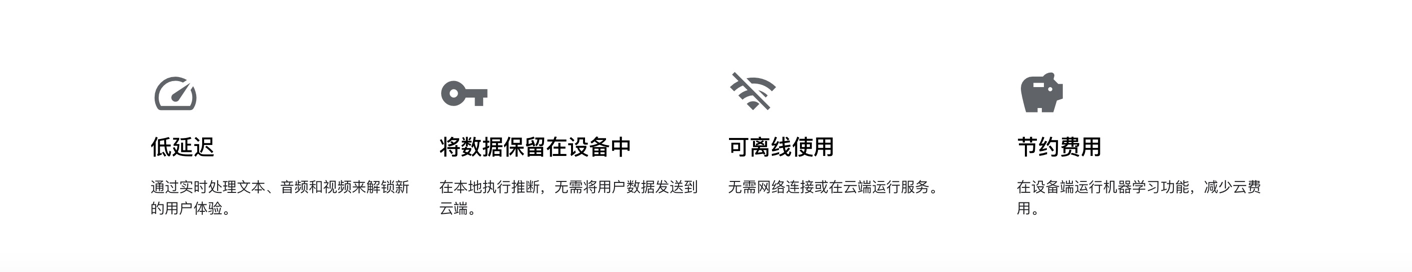 低延迟
通过实时处理文本、音频和视频来解锁新
的用户体验。
将数据保留在设备中
在本地执行推断，无需将用户数据发送到
云端。
可离线使用
无需网络连接或在云端运行服务。
节约费用
在设备端运行机器学习功能，减少云费
用。